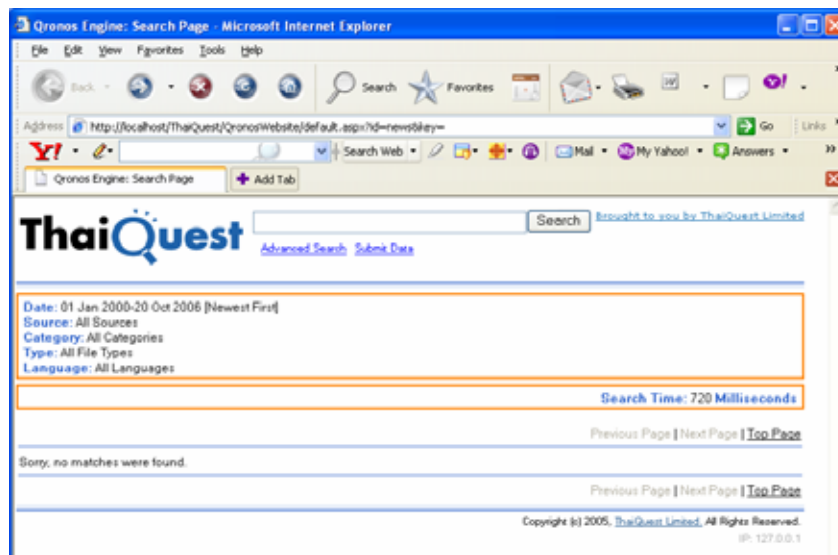 Qronos Engine: Search Page - Microsoft Internet Explorer
File Edit View Favorites Tools Help
Back Search Favorites
Address http://localhost/ThaiQuest/QronosWebsite/default.aspx?id=news&key= Go Links
Y! Search Web Mail My Yahoo! Answers
Qronos Engine: Search Page Add Tab
ThaiQuest Search Brought to you by ThaiQuest Limited
Advanced Search Submit Data
Date: 01 Jan 2000-20 Oct 2006 [Newest First]
Source: All Sources
Category: All Categories
Type: All File Types
Language: All Languages
Search Time: 720 Milliseconds
Previous Page | Next Page | Top Page
Sorry, no matches were found.
Previous Page | Next Page | Top Page
Copyright (c) 2005, ThaiQuest Limited, All Rights Reserved.
IP: 127.0.0.1